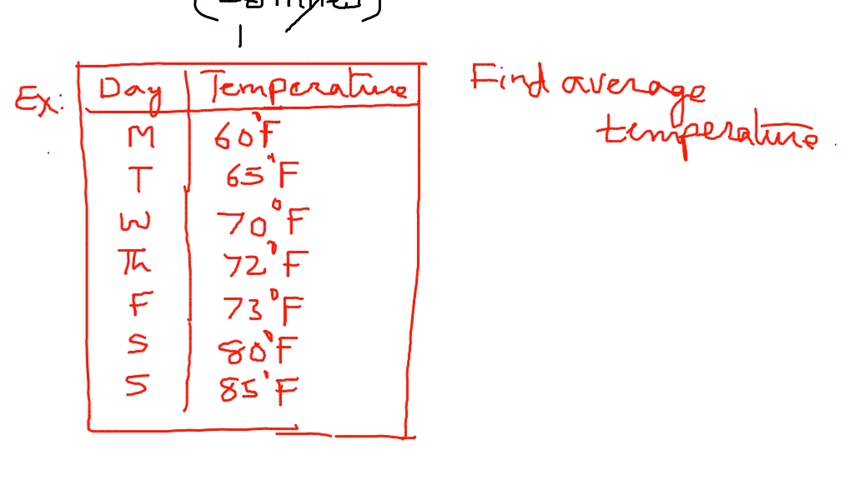 Ex:
Day Temperature
M 60°F
T 65°F
W 70°F
Th 72°F
F 73°F
S 80°F
S 85°F
Find average
temperature.